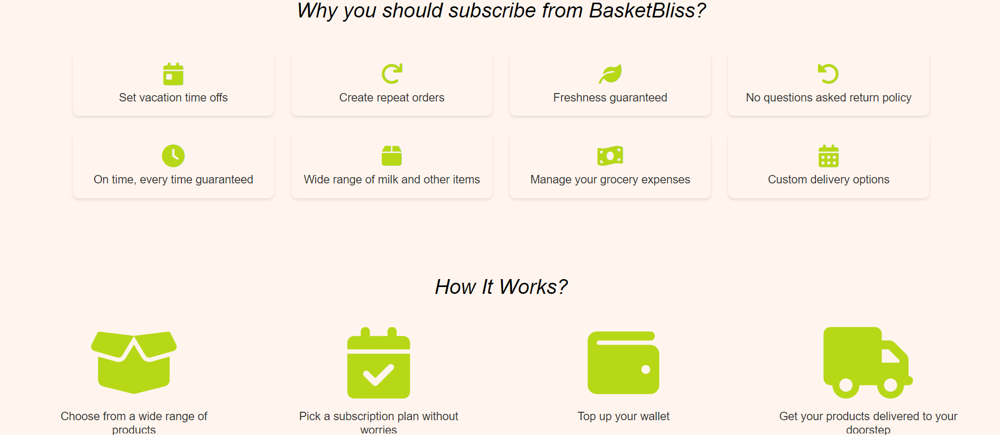 Why you should subscribe from BasketBliss?
Set vacation time offs
Create repeat orders
Freshness guaranteed
No questions asked return policy
On time, every time guaranteed
Wide range of milk and other items
Manage your grocery expenses
Custom delivery options
How It Works?
Choose from a wide range of
products
Pick a subscription plan without
worries
Top up your wallet
Get your products delivered to your
doorstep